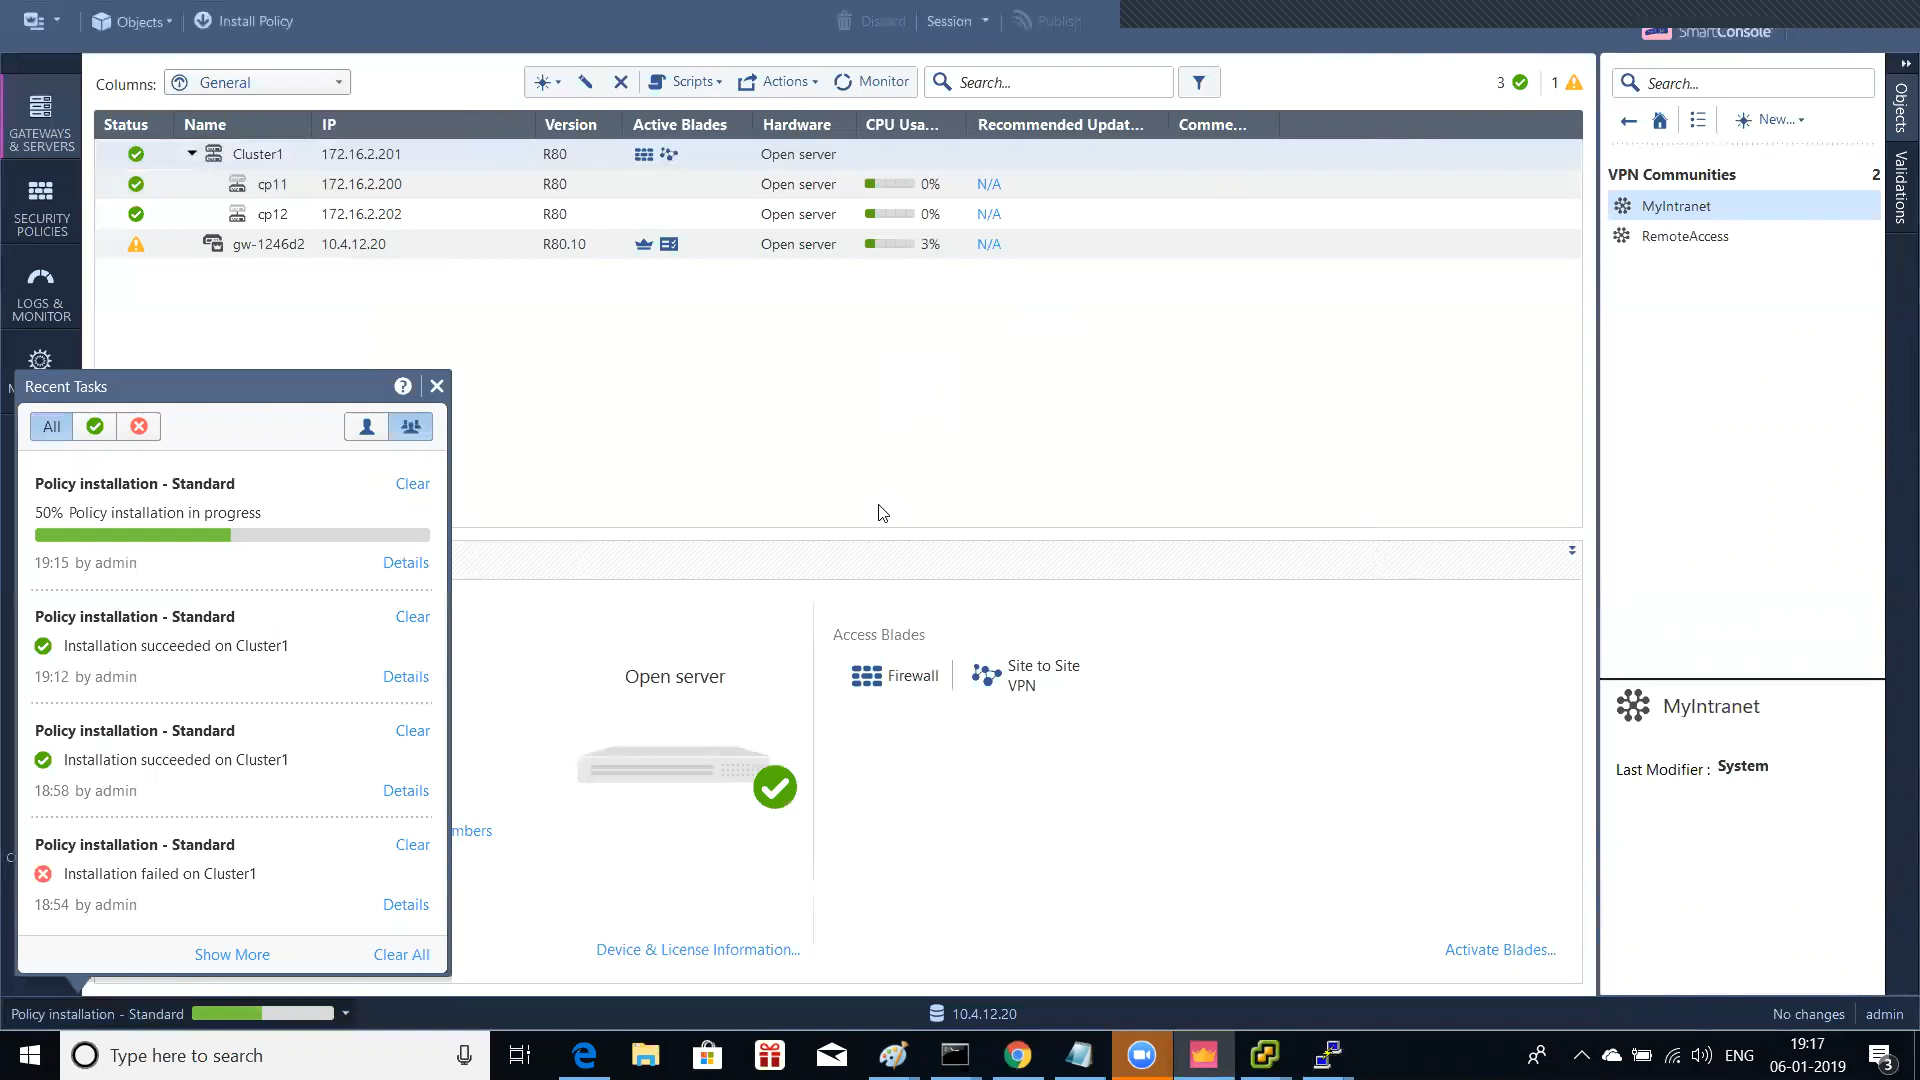 Objects
Install Policy
Discard
Session
Publish
SmartConsole
Columns:
General
Scripts
Actions
Monitor
Search...
3
1
Status
Name
IP
Version
Active Blades
Hardware
CPU Usa...
Recommended Updat...
Comme...
Cluster1
172.16.2.201
R80
Open server
cp11
172.16.2.200
R80
Open server
0%
N/A
cp12
172.16.2.202
R80
Open server
0%
N/A
gw-1246d2
10.4.12.20
R80.10
Open server
3%
N/A
GATEWAYS
& SERVERS
SECURITY
POLICIES
LOGS &
MONITOR
Search...
New...
VPN Communities
2
MyIntranet
RemoteAccess
Objects
Validations
MyIntranet
Last Modifier :
System
Recent Tasks
All
Policy installation - Standard
Clear
50% Policy installation in progress
19:15 by admin
Details
Policy installation - Standard
Clear
Installation succeeded on Cluster1
19:12 by admin
Details
Policy installation - Standard
Clear
Installation succeeded on Cluster1
18:58 by admin
Details
Policy installation - Standard
Clear
Installation failed on Cluster1
18:54 by admin
Details
Show More
Clear All
mbers
Open server
Device & License Information...
Access Blades
Firewall
Site to Site
VPN
Activate Blades...
Policy installation - Standard
10.4.12.20
No changes
admin
Type here to search
ENG
19:17
06-01-2019
3